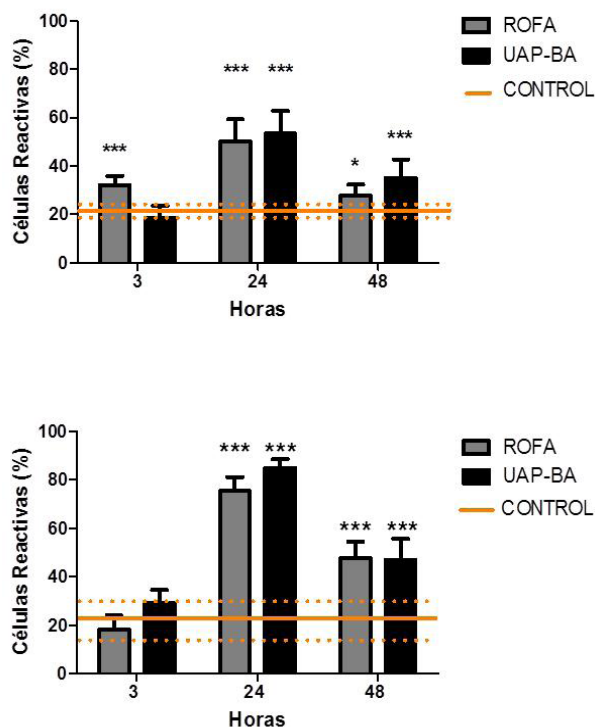 100
80
60
40
20
0
Células Reactivas (%)
***
***
***
*
***
3
24
48
Horas
ROFA
UAP-BA
CONTROL
100
80
60
40
20
0
Células Reactivas (%)
***
***
***
***
3
24
48
Horas
ROFA
UAP-BA
CONTROL